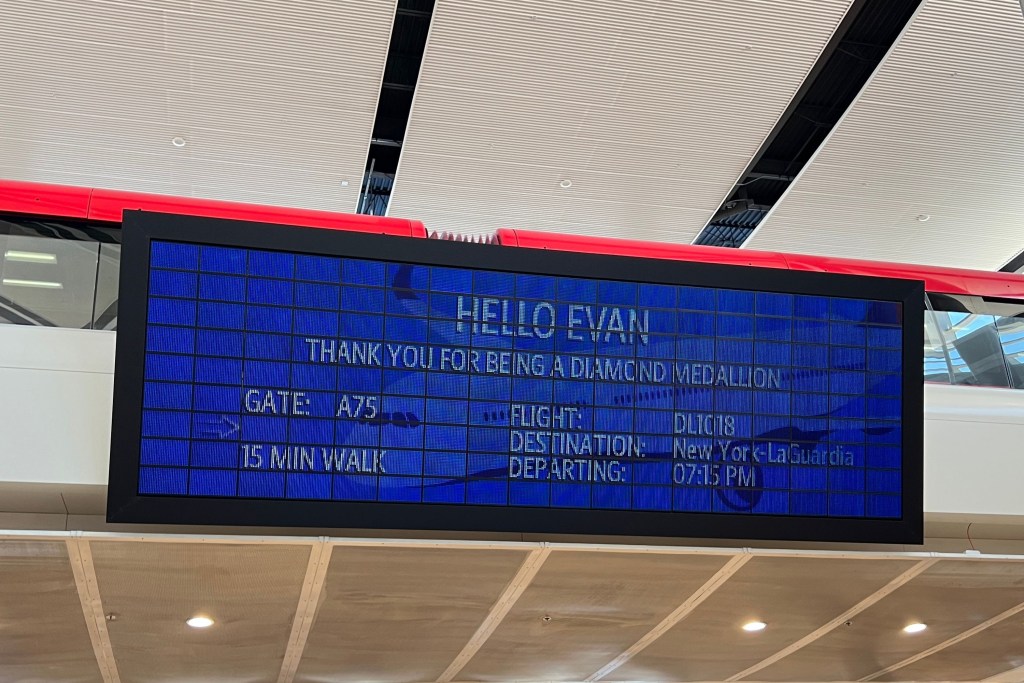 HELLO EVAN
THANK YOU FOR BEING A DIAMOND MEDALLION
GATE: A75
15 MIN WALK
FLIGHT: DL1018
DESTINATION: New York-LaGuardia
DEPARTING: 07:15 PM